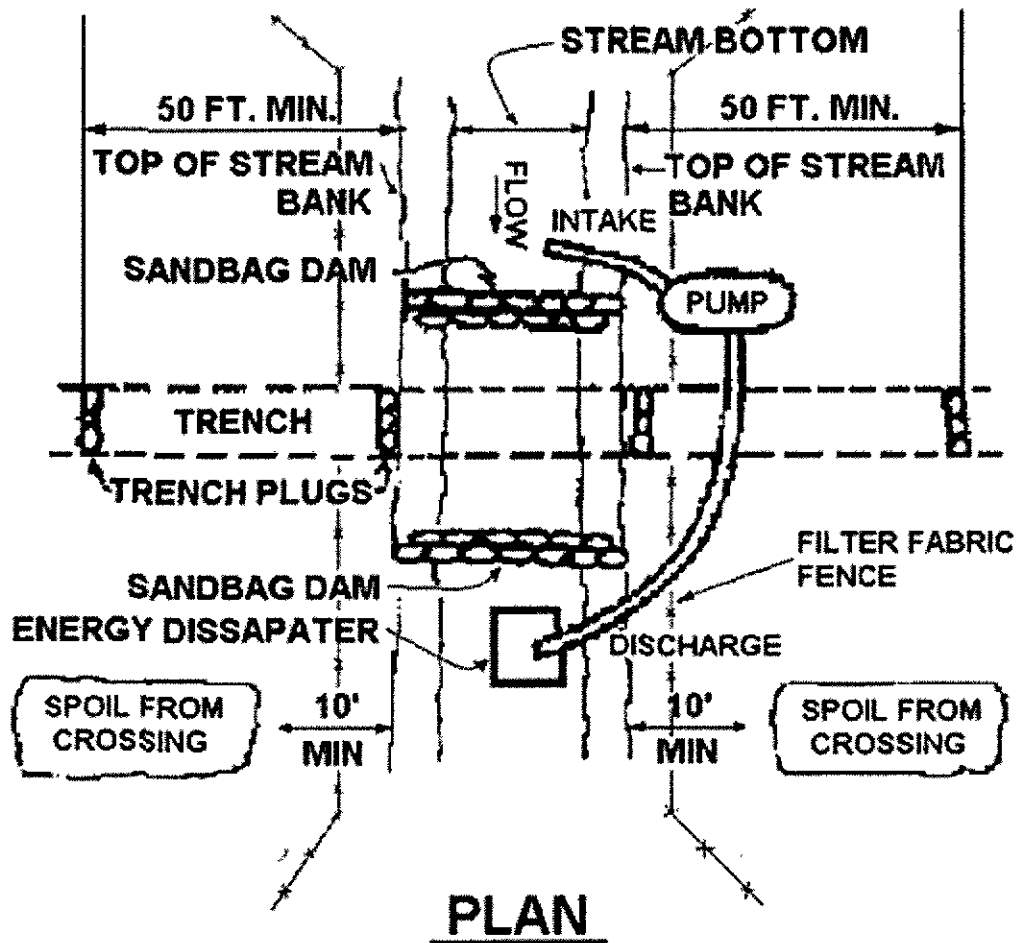 STREAM BOTTOM
50 FT. MIN.
50 FT. MIN.
TOP OF STREAM
BANK
FLOW
TOP OF STREAM
BANK
INTAKE
SANDBAG DAM
PUMP
TRENCH
TRENCH PLUGS
FILTER FABRIC
FENCE
SANDBAG DAM
ENERGY DISSAPATER
DISCHARGE
SPOIL FROM
CROSSING
10'
MIN
10'
MIN
SPOIL FROM
CROSSING
PLAN